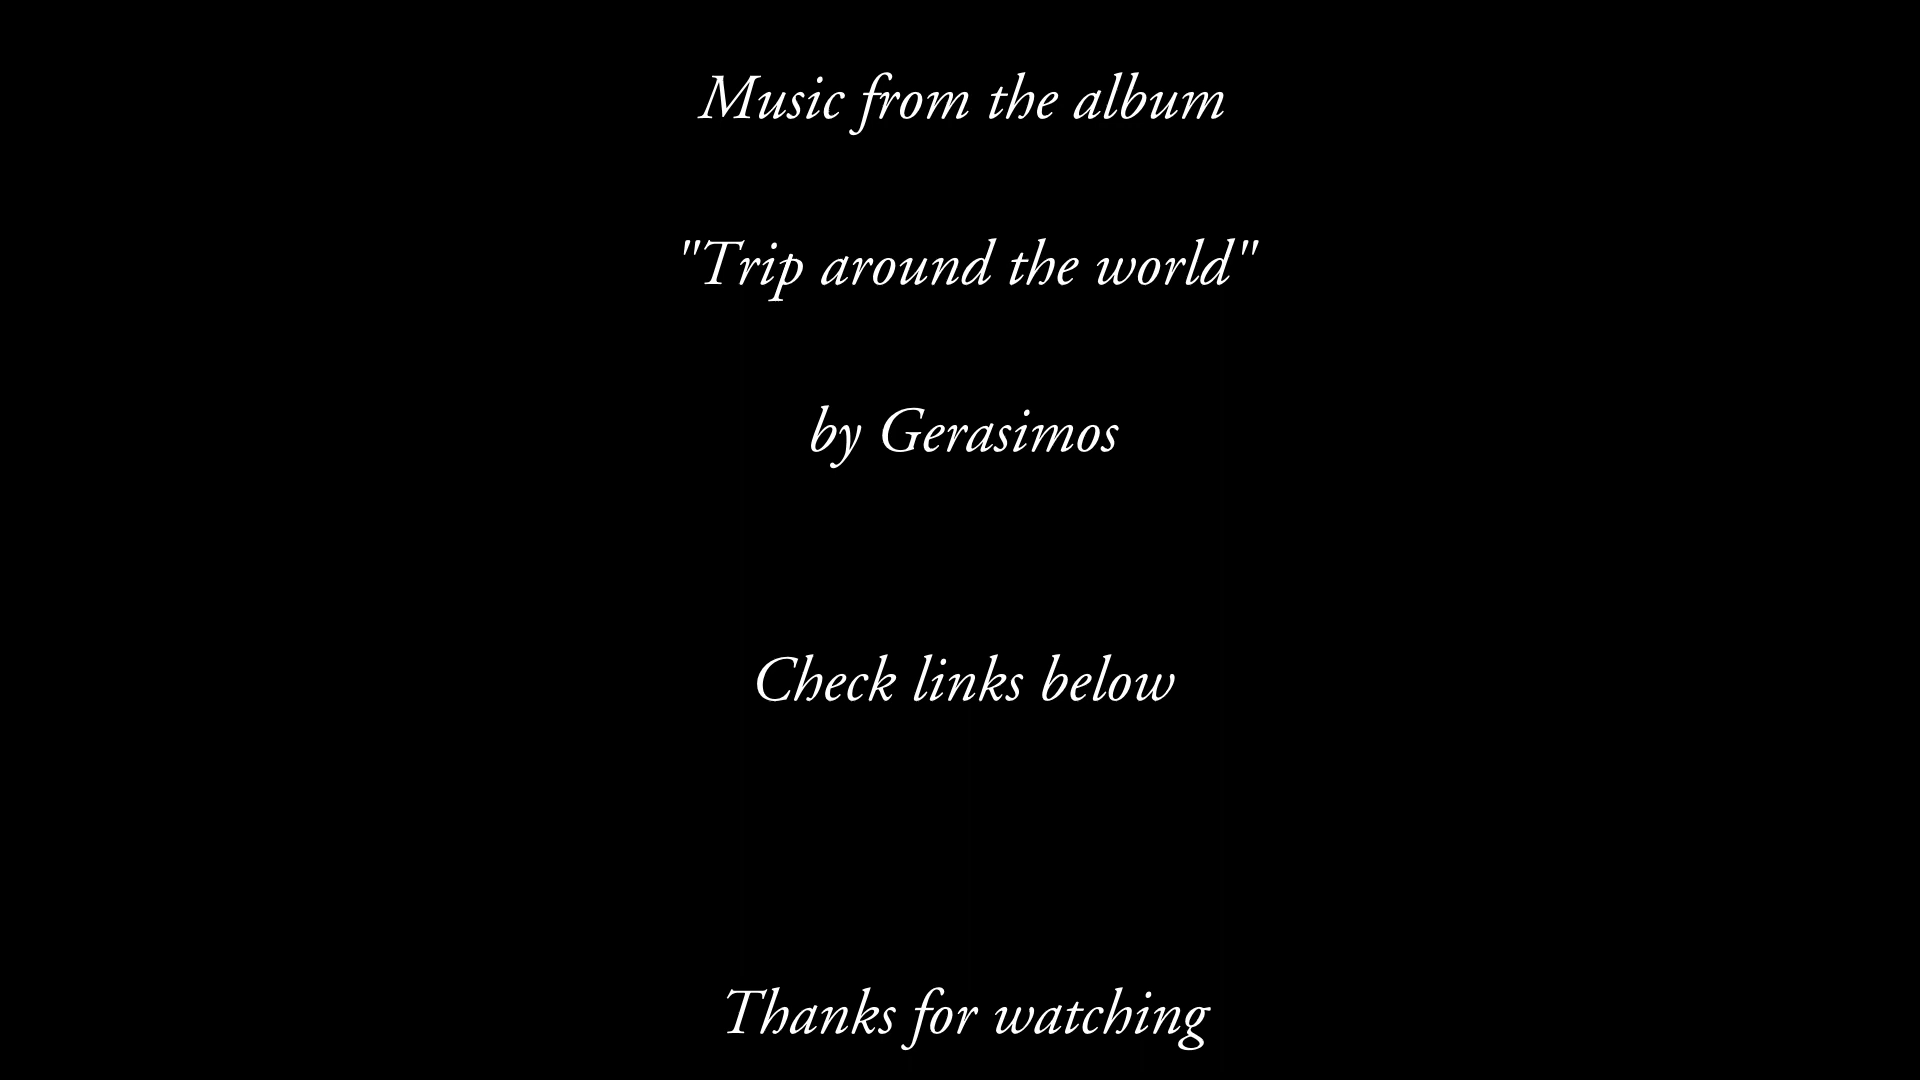 Music from the album
"Trip around the world"
by Gerasimos
Check links below
Thanks for watching